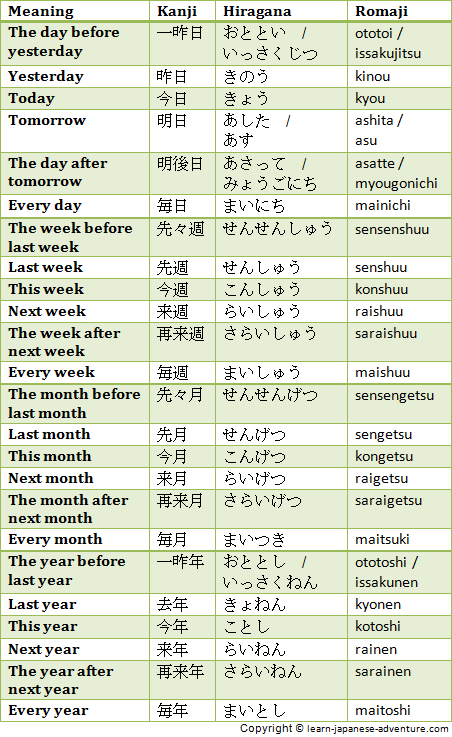 Meaning Kanji Hiragana Romaji
The day before 一昨日 おととい / ototoi /
yesterday いっさくじつ issakujitsu
Yesterday 昨日 きのう kinou
Today 今日 きょう kyou
Tomorrow 明日 あした / ashita /
あす asu
The day after 明後日 あさって / asatte /
tomorrow みょうごにち myougonichi
Every day 毎日 まいにち mainichi
The week before 先々週 せんせんしゅう sensenshuu
last week
Last week 先週 せんしゅう senshuu
This week 今週 こんしゅう konshuu
Next week 来週 らいしゅう raishuu
The week after 再来週 さらいしゅう saraishuu
next week
Every week 毎週 まいしゅう maishuu
The month before 先々月 せんせんげつ sensengetsu
last month
Last month 先月 せんげつ sengetsu
This month 今月 こんげつ kongetsu
Next month 来月 らいげつ raigetsu
The month after 再来月 さらいげつ saraigetsu
next month
Every month 毎月 まいつき maitsuki
The year before 一昨年 おととし / ototoshi /
last year いっさくねん issakunen
Last year 去年 きょねん kyonen
This year 今年 ことし kotoshi
Next year 来年 らいねん rainen
The year after 再来年 さらいねん sarainen
next year
Every year 毎年 まいとし maitoshi
Copyright © learn-japanese-adventure.com